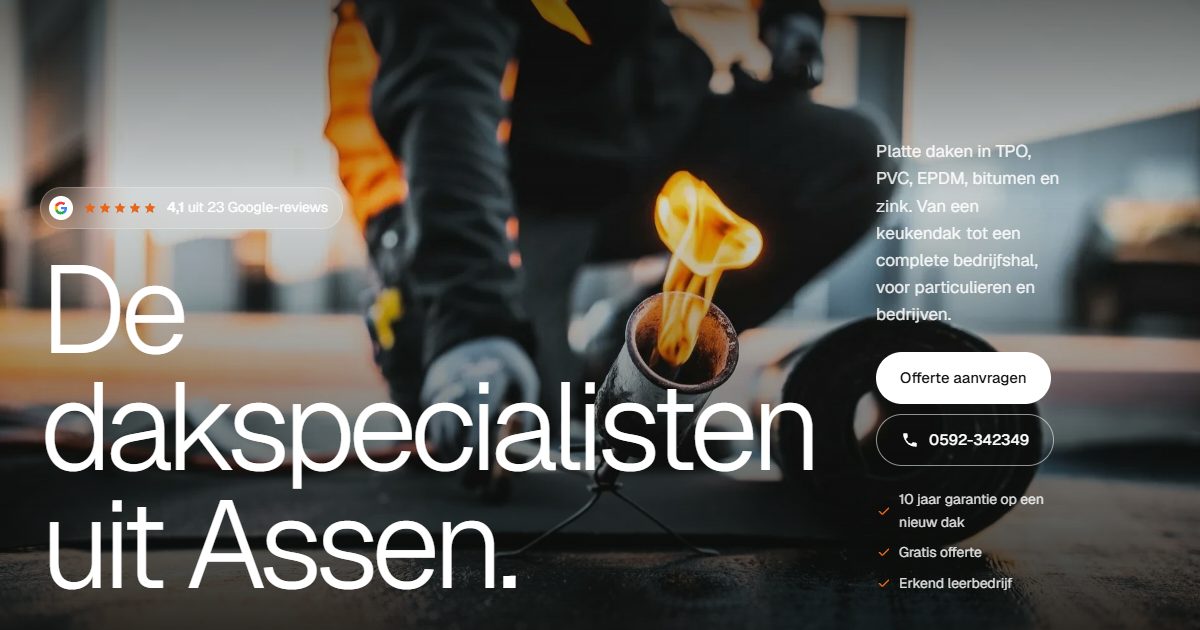 4,1 uit 23 Google-reviews
De
dakspecialisten
uit Assen.
Platte daken in TPO,
PVC, EPDM, bitumen en
zink. Van een
keukendak tot een
complete bedrijfshal,
voor particulieren en
bedrijven.
Offerte aanvragen
0592-342349
10 jaar garantie op een
nieuw dak
Gratis offerte
Erkend leerbedrijf